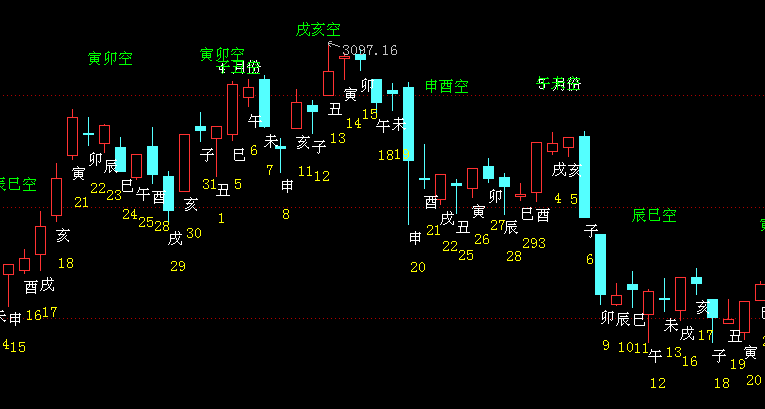 戌亥空
3097.16
寅卯空
寅卯空
4 月份
申酉空
5 月份
辰巳空
辰巳空
未
4
申
15
酉
16
戌
17
亥
18
寅
21
卯
22
辰
23
巳
24
午
25
酉
28
戌
29
亥
30
子
31
丑
1
巳
5
午
6
未
7
申
8
亥
11
子
12
丑
13
寅
14
卯
15
午
18
未
申
20
酉
21
戌
22
丑
25
寅
26
卯
27
辰
28
巳
29
酉
3
戌
4
亥
5
子
6
卯
9
辰
10
巳
11
午
12
未
13
申
16
亥
17
子
18
丑
19
寅
20